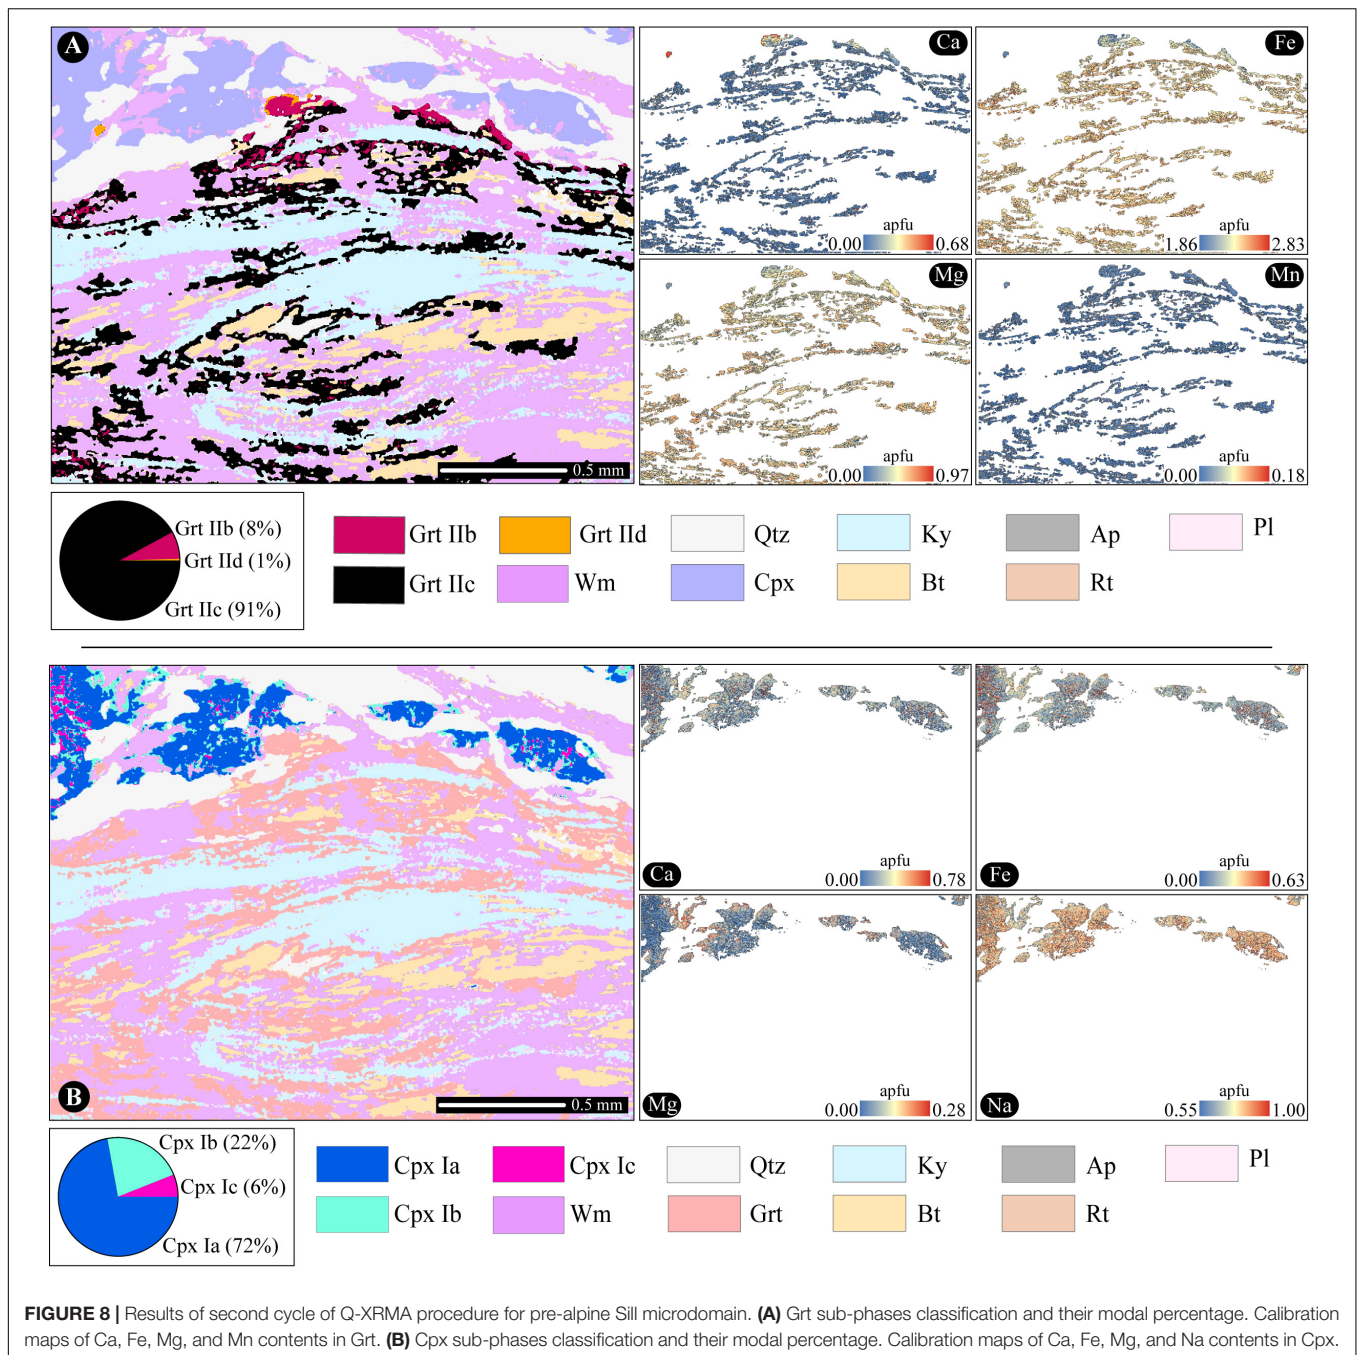 A
Ca
apfu
0.00 0.68
Fe
apfu
1.86 2.83
Mg
apfu
0.00 0.97
Mn
apfu
0.00 0.18
0.5 mm
Grt IIb (8%)
Grt IId (1%)
Grt IIc (91%)
Grt IIb Grt IId Qtz Ky Ap Pl
Grt IIc Wm Cpx Bt Rt
B
0.5 mm
apfu
Ca 0.00 0.78
apfu
Fe 0.00 0.63
apfu
Mg 0.00 0.28
apfu
Na 0.55 1.00
Cpx Ib (22%)
Cpx Ic (6%)
Cpx Ia (72%)
Cpx Ia Cpx Ic Qtz Ky Ap Pl
Cpx Ib Wm Grt Bt Rt
FIGURE 8 | Results of second cycle of Q-XRMA procedure for pre-alpine Sill microdomain. (A) Grt sub-phases classification and their modal percentage. Calibration
maps of Ca, Fe, Mg, and Mn contents in Grt. (B) Cpx sub-phases classification and their modal percentage. Calibration maps of Ca, Fe, Mg, and Na contents in Cpx.